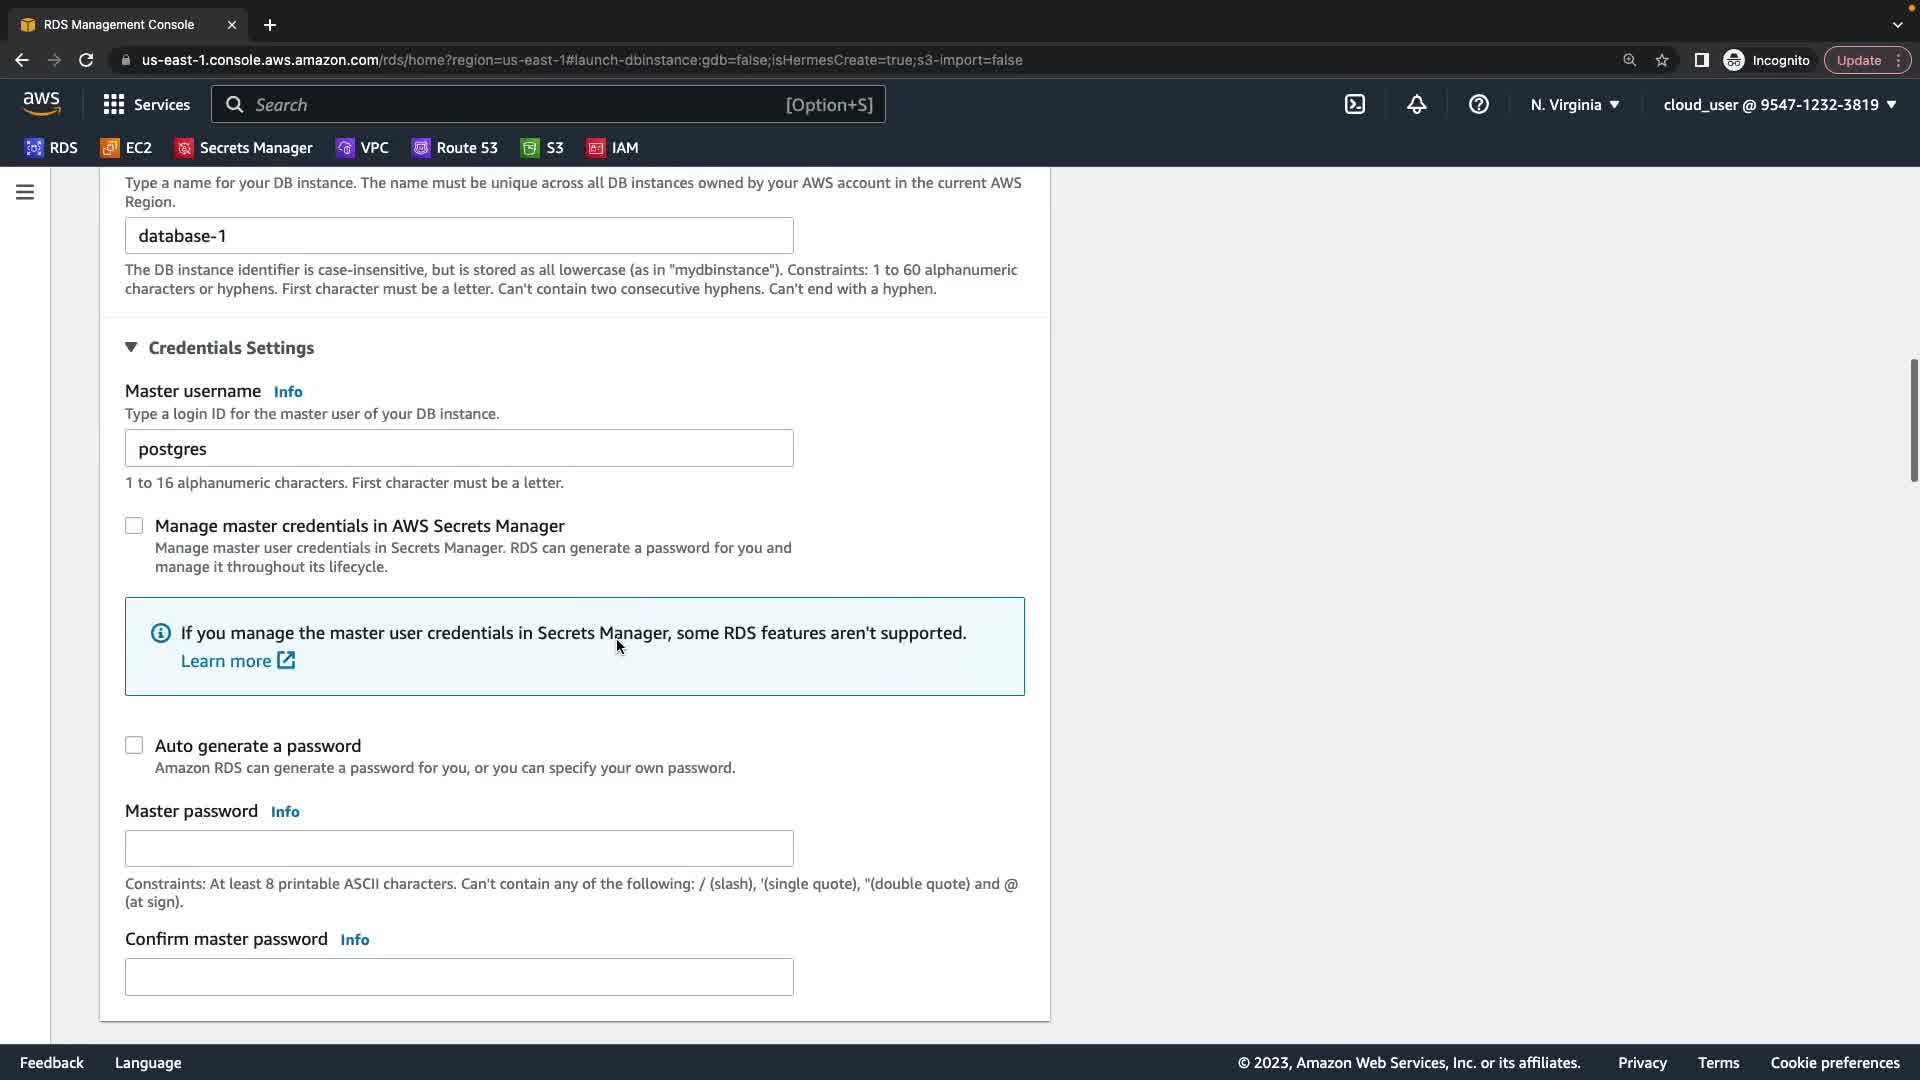 RDS Management Console
us-east-1.console.aws.amazon.com/rds/home?region=us-east-1#launch-dbinstance:gdb=false;isHermesCreate=true;s3-import=false
Incognito
Update
aws
Services
Search
[Option+S]
N. Virginia
cloud_user @ 9547-1232-3819
RDS
EC2
Secrets Manager
VPC
Route 53
S3
IAM
Type a name for your DB instance. The name must be unique across all DB instances owned by your AWS account in the current AWS
Region.
database-1
The DB instance identifier is case-insensitive, but is stored as all lowercase (as in "mydbinstance"). Constraints: 1 to 60 alphanumeric
characters or hyphens. First character must be a letter. Can't contain two consecutive hyphens. Can't end with a hyphen.
Credentials Settings
Master username Info
Type a login ID for the master user of your DB instance.
postgres
1 to 16 alphanumeric characters. First character must be a letter.
Manage master credentials in AWS Secrets Manager
Manage master user credentials in Secrets Manager. RDS can generate a password for you and
manage it throughout its lifecycle.
If you manage the master user credentials in Secrets Manager, some RDS features aren't supported.
Learn more
Auto generate a password
Amazon RDS can generate a password for you, or you can specify your own password.
Master password Info
Constraints: At least 8 printable ASCII characters. Can't contain any of the following: / (slash), '(single quote), "(double quote) and @
(at sign).
Confirm master password Info
Feedback
Language
© 2023, Amazon Web Services, Inc. or its affiliates.
Privacy
Terms
Cookie preferences